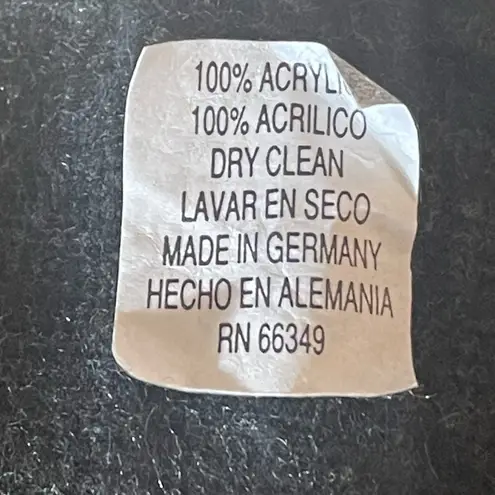 100% ACRYLI
100% ACRILICO
DRY CLEAN
LAVAR EN SECO
MADE IN GERMANY
HECHO EN ALEMANIA
RN 66349